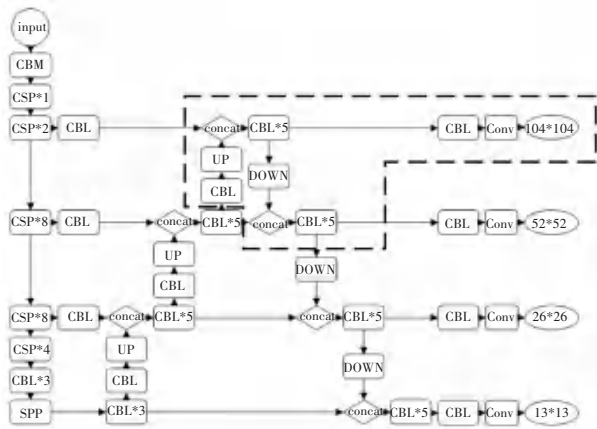 input
CBM
CSP*1
CSP*2 CBL concat CBL*5 CBL Conv 104*104
UP DOWN
CBL
CSP*8 CBL concat CBL*5 concat CBL*5 CBL Conv 52*52
UP DOWN
CBL
CSP*8 CBL concat CBL*5 concat CBL*5 CBL Conv 26*26
CSP*4 UP DOWN
CBL*3 CBL
SPP CBL*3 concat CBL*5 CBL Conv 13*13